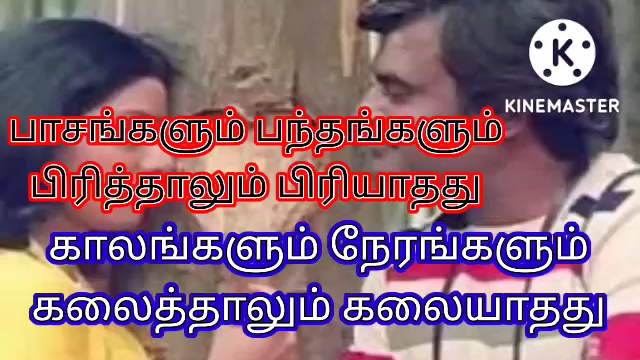 KINEMASTER
பாசங்களும் பந்தங்களும்
பிரித்தாலும் பிரியாதது
காலங்களும் நேரங்களும்
கலைத்தாலும் கலையாதது